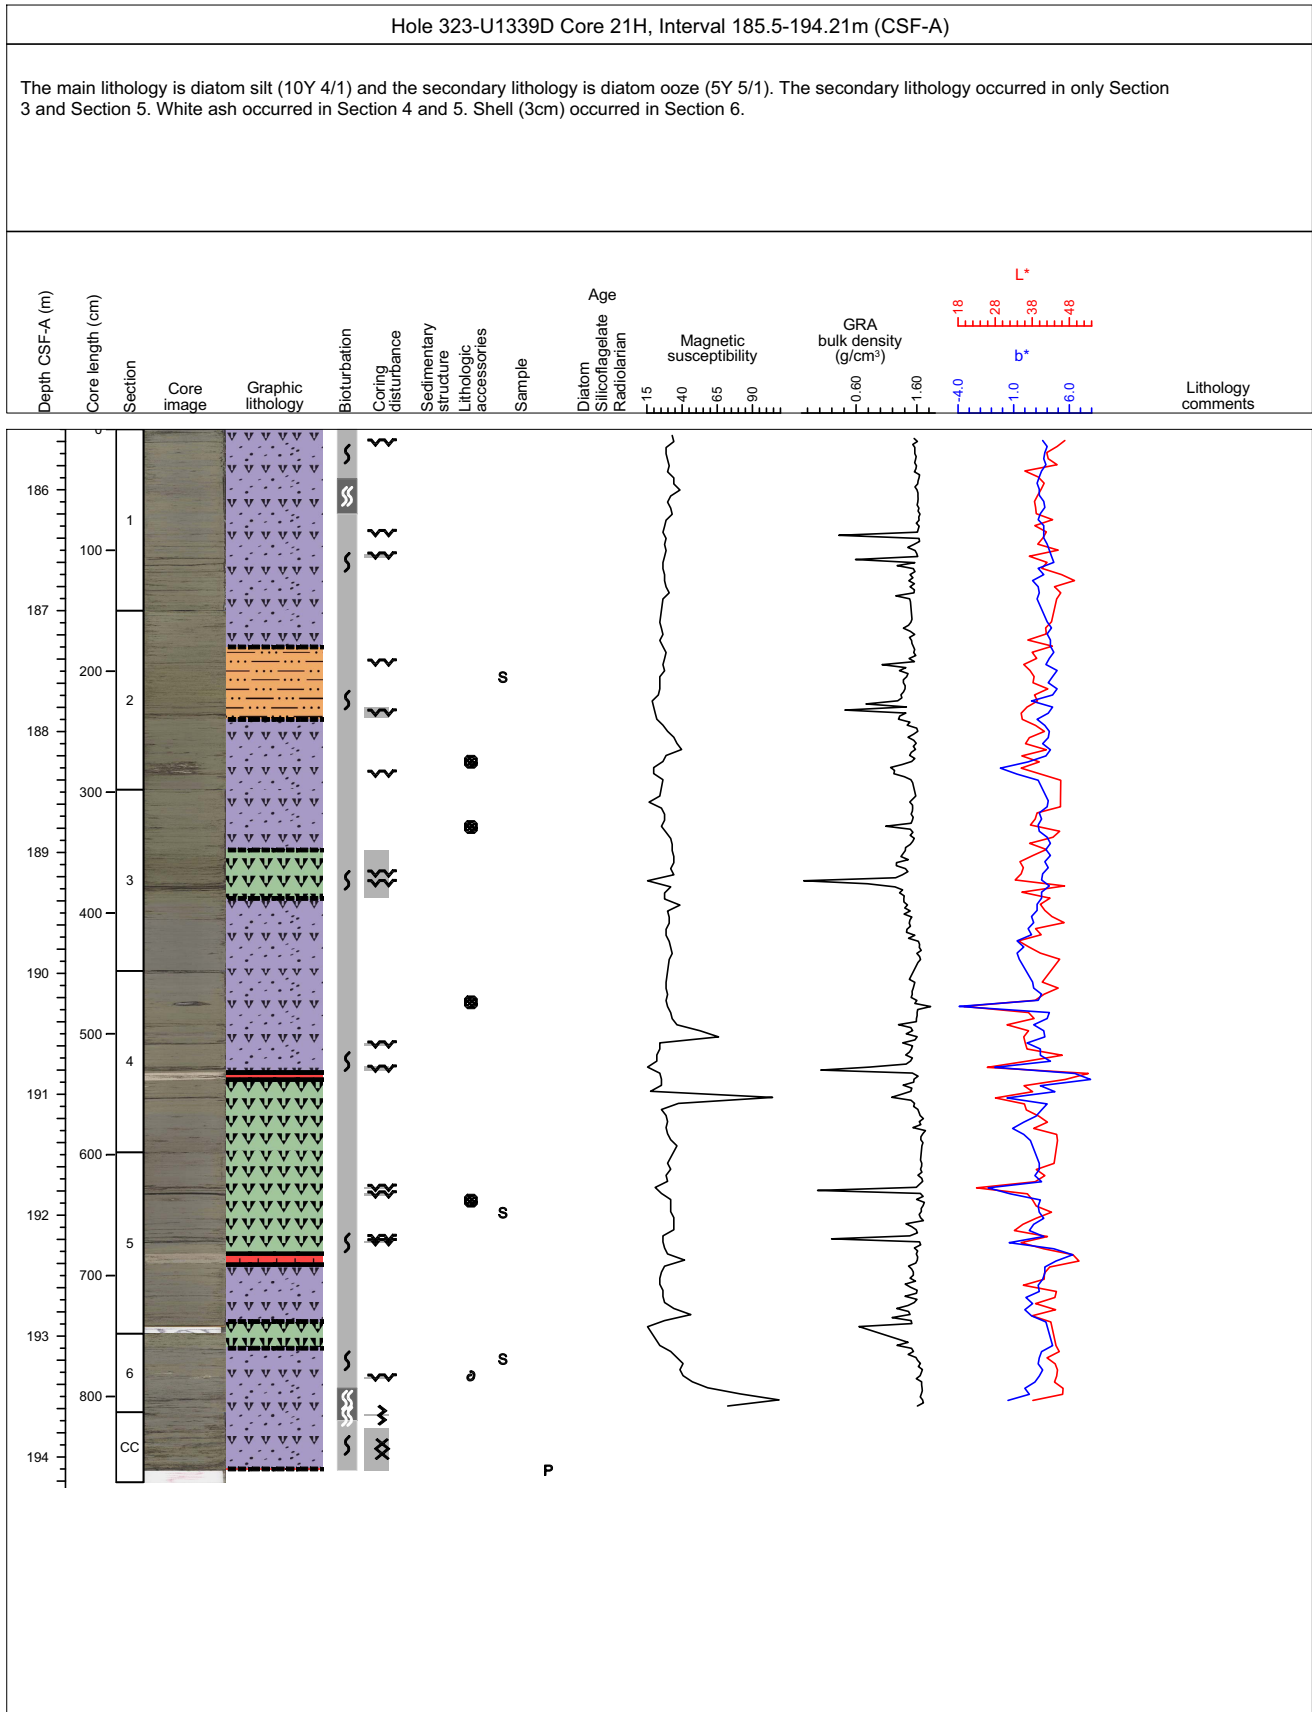 Hole 323-U1339D Core 21H, Interval 185.5-194.21m (CSF-A)
The main lithology is diatom silt (10Y 4/1) and the secondary lithology is diatom ooze (5Y 5/1). The secondary lithology occurred in only Section
3 and Section 5. White ash occurred in Section 4 and 5. Shell (3cm) occurred in Section 6.
Depth CSF-A (m)
Core length (cm)
Section
Core
image
Graphic
lithology
Bioturbation
Coring
disturbance
Sedimentary
structure
Lithologic
accessories
Sample
Age
Diatom
Silicoflagelate
Radiolarian
Magnetic
susceptibility
15 40 65 90
GRA
bulk density
(g/cm³)
0.60 1.60
L*
18 28 38 48
b*
-4.0 1.0 6.0
Lithology
comments
0
186
1
100
187
200
S
2
188
300
189
3
400
190
500
4
191
600
192
S
5
700
193
S
6
800
CC
194
P